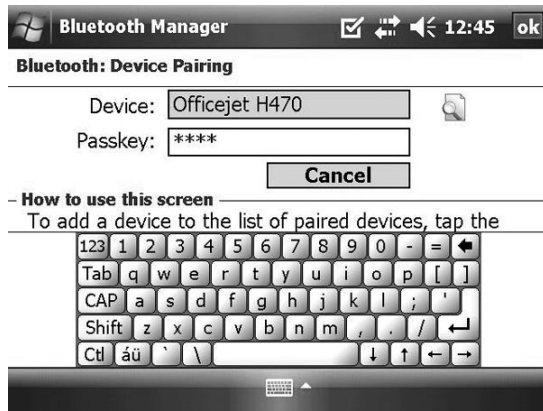 Bluetooth Manager 12:45 ok
Bluetooth: Device Pairing
Device: Officejet H470
Passkey: ****
Cancel
How to use this screen
To add a device to the list of paired devices, tap the
123 1 2 3 4 5 6 7 8 9 0 - =
Tab q w e r t y u i o p [ ]
CAP a s d f g h j k l ; '
Shift z x c v b n m , . /
Ctl áü ` \